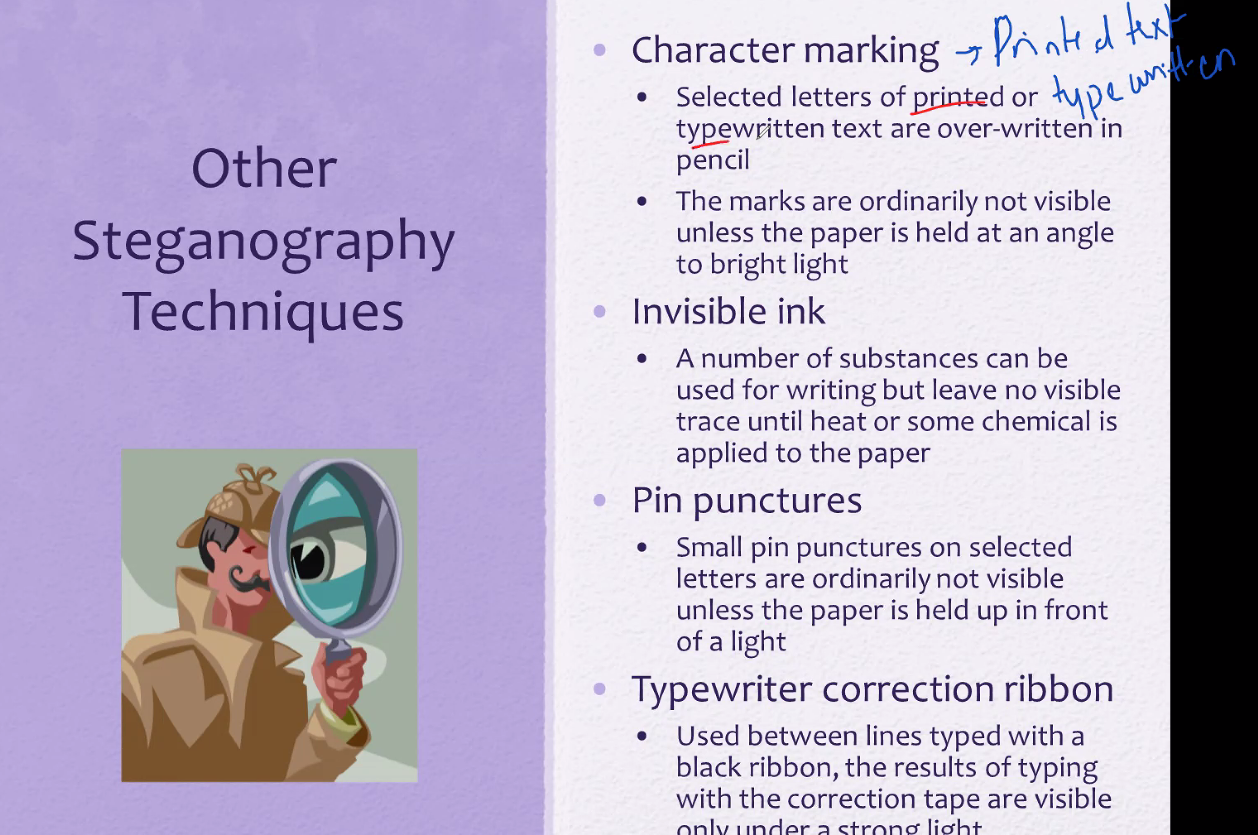 Other
Steganography
Techniques
• Character marking → Printed text
typewritten
• Selected letters of printed or
typewritten text are over-written in
pencil
• The marks are ordinarily not visible
unless the paper is held at an angle
to bright light
• Invisible ink
• A number of substances can be
used for writing but leave no visible
trace until heat or some chemical is
applied to the paper
• Pin punctures
• Small pin punctures on selected
letters are ordinarily not visible
unless the paper is held up in front
of a light
• Typewriter correction ribbon
• Used between lines typed with a
black ribbon, the results of typing
with the correction tape are visible
only under a strong light